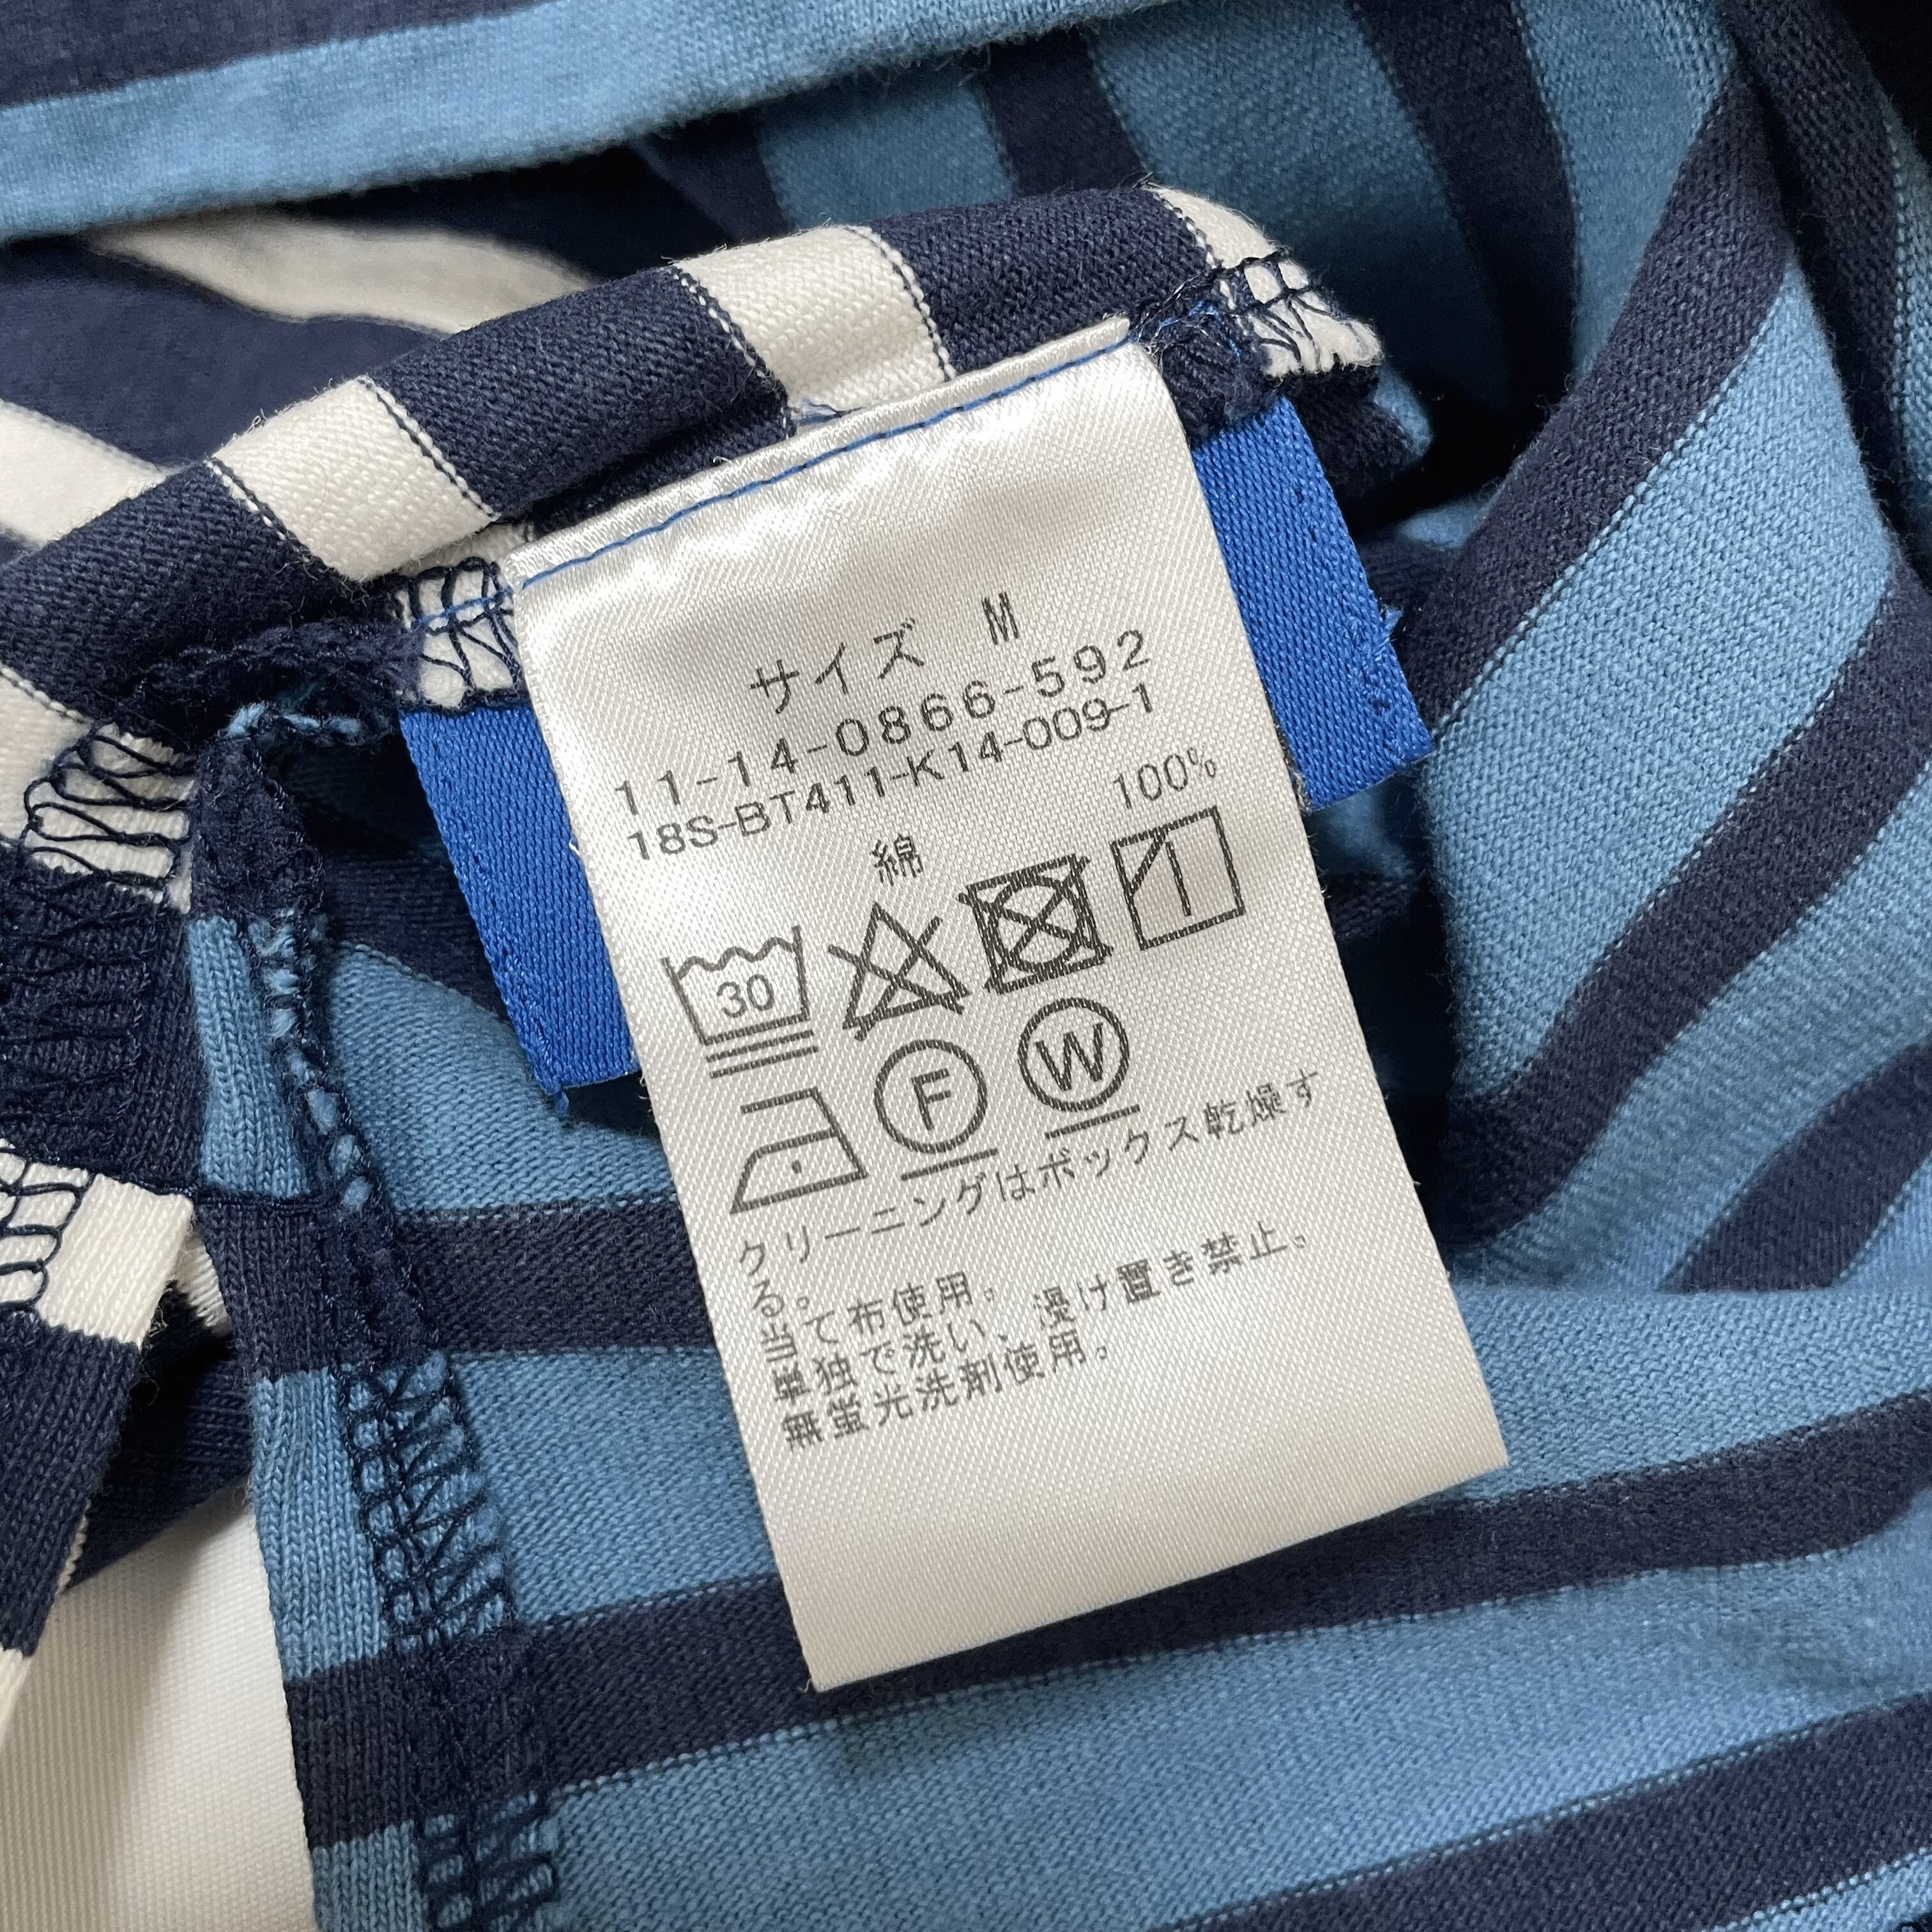 サイズ M
11-14-0866-592
18S-BT411-K14-009-1
綿 100%
30
F W
クリーニングはボックス乾燥す
る。
当て布使用。
単独で洗い、浸け置き禁止。
無蛍光洗剤使用。